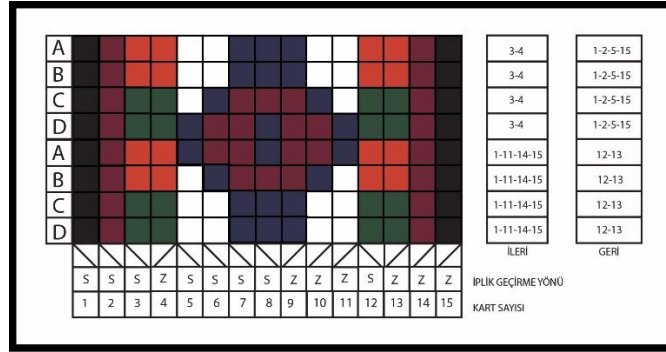 A 3-4 1-2-5-15
B 3-4 1-2-5-15
C 3-4 1-2-5-15
D 3-4 1-2-5-15
A 1-11-14-15 12-13
B 1-11-14-15 12-13
C 1-11-14-15 12-13
D 1-11-14-15 12-13
İLERİ GERİ
S S S Z S S S S Z Z Z S Z Z Z İPLİK GEÇİRME YÖNÜ
1 2 3 4 5 6 7 8 9 10 11 12 13 14 15 KART SAYISI